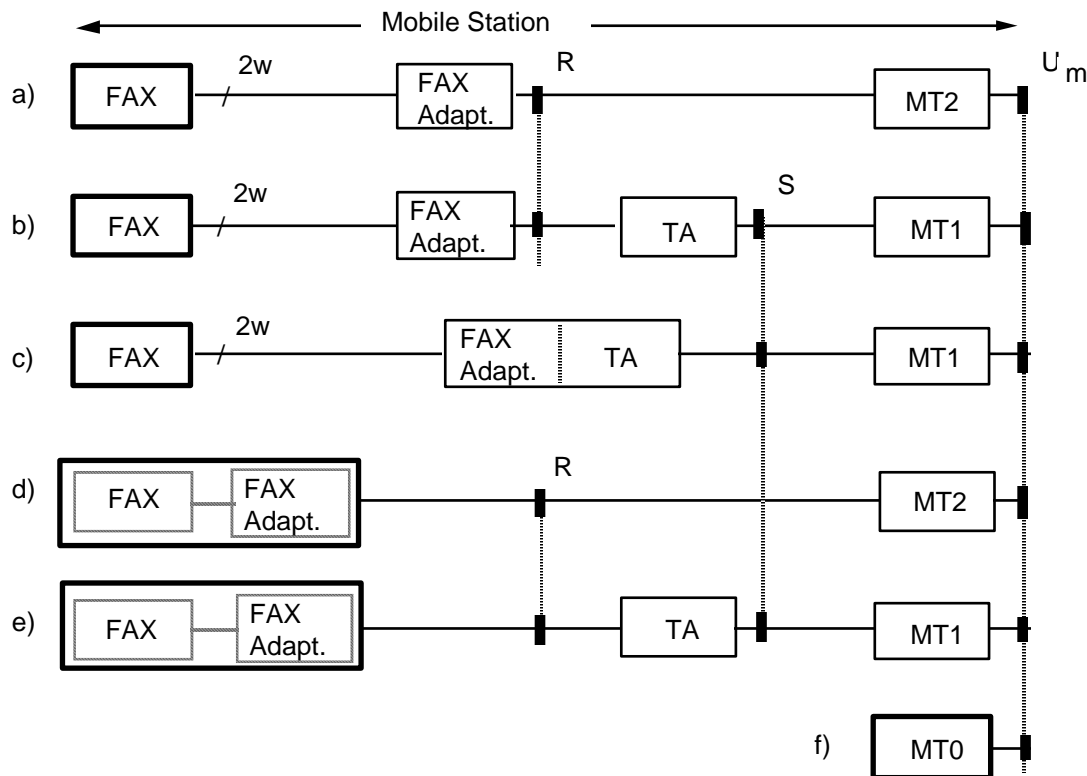 Mobile Station
2w R U'm
a) FAX FAX Adapt. MT2
2w S
b) FAX FAX Adapt. TA MT1
2w
c) FAX FAX Adapt. TA MT1
R
d) FAX FAX Adapt. MT2
e) FAX FAX Adapt. TA MT1
f) MT0